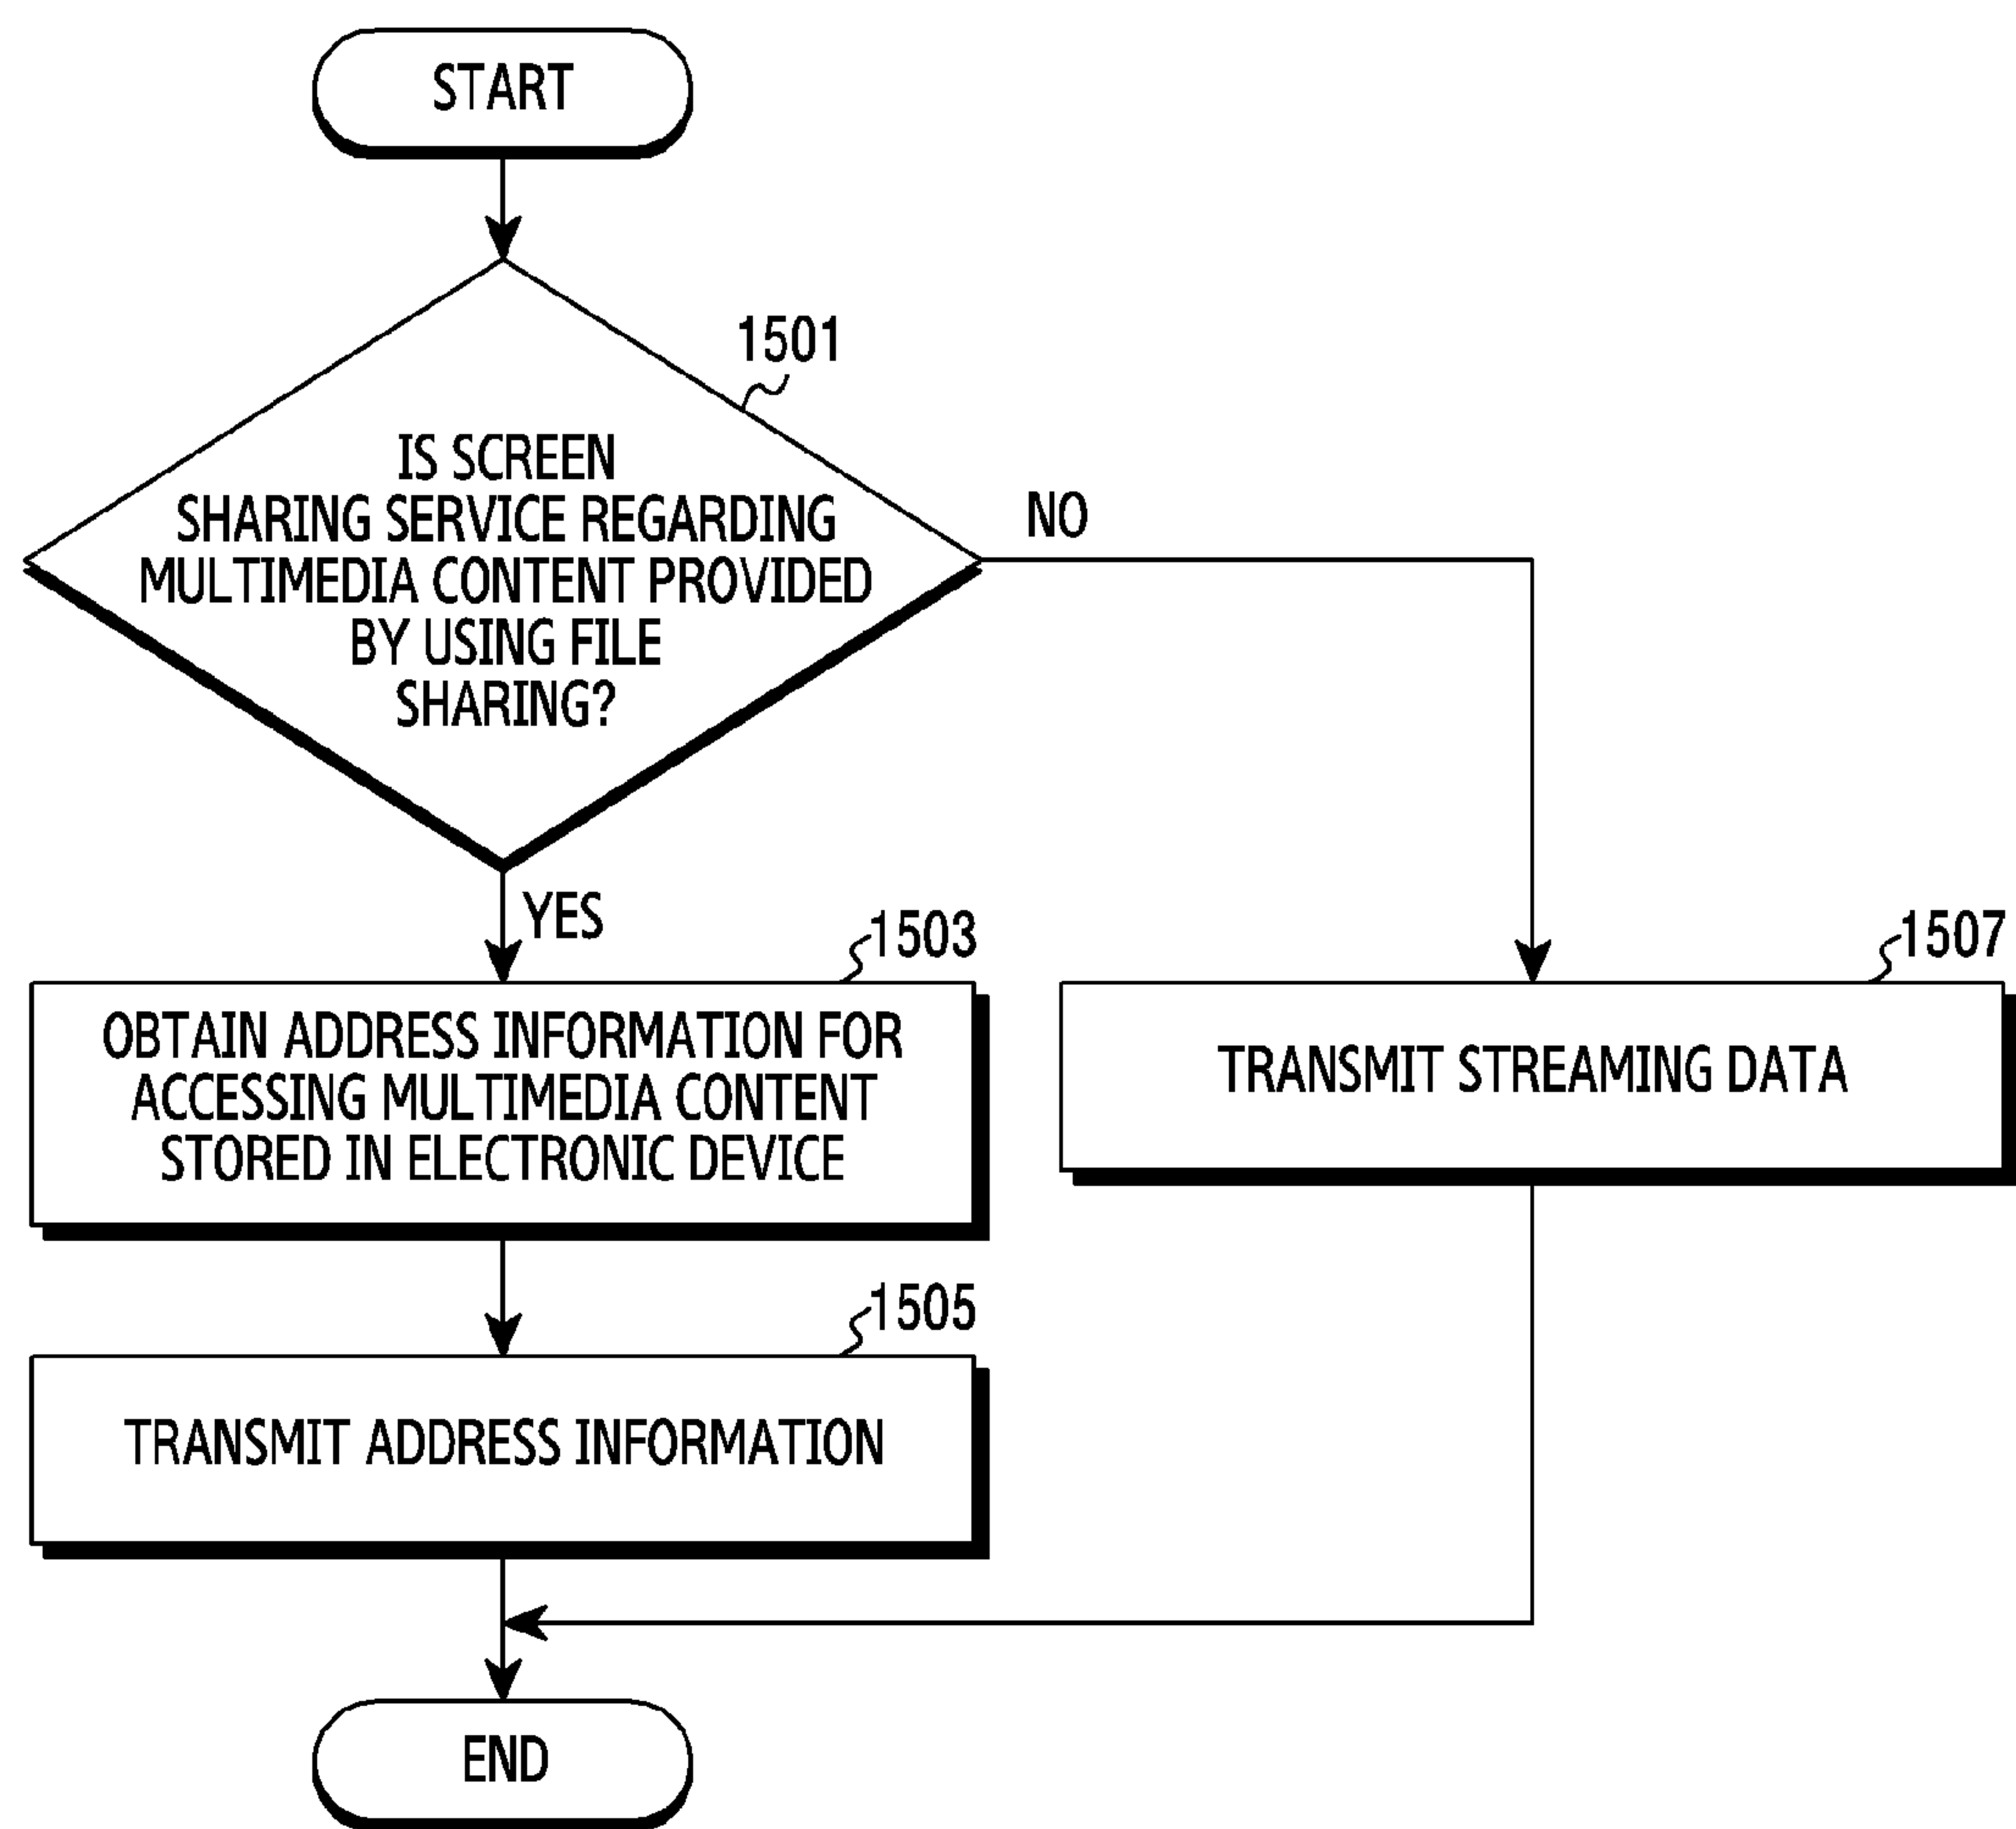 START
1501
IS SCREEN
SHARING SERVICE REGARDING
MULTIMEDIA CONTENT PROVIDED
BY USING FILE
SHARING?
NO
YES
1503
OBTAIN ADDRESS INFORMATION FOR
ACCESSING MULTIMEDIA CONTENT
STORED IN ELECTRONIC DEVICE
1507
TRANSMIT STREAMING DATA
1505
TRANSMIT ADDRESS INFORMATION
END